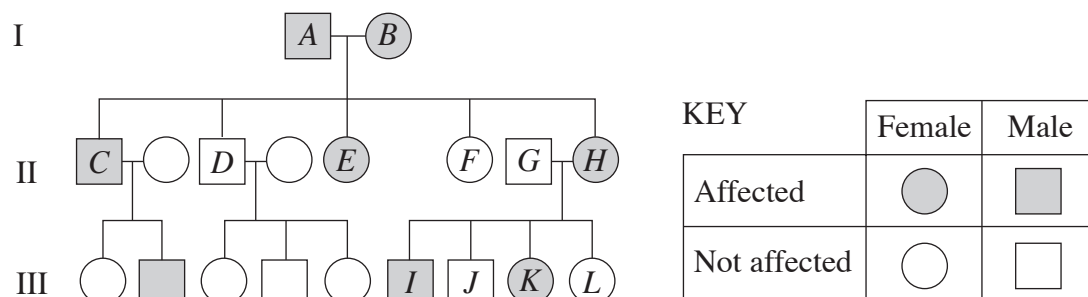 I
A B
KEY
Female Male
II
C D E F G H
Affected
Not affected
III
I J K L